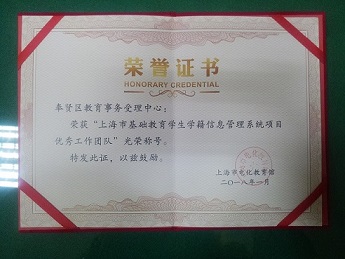 荣誉证书
HONORARY CREDENTIAL
奉贤区教育事务受理中心：
荣获“上海市基础教育学生学籍信息管理系统项目
优秀工作团队”光荣称号。
特发此证，以兹鼓励。
上海市电化教育馆
二〇一八年一月